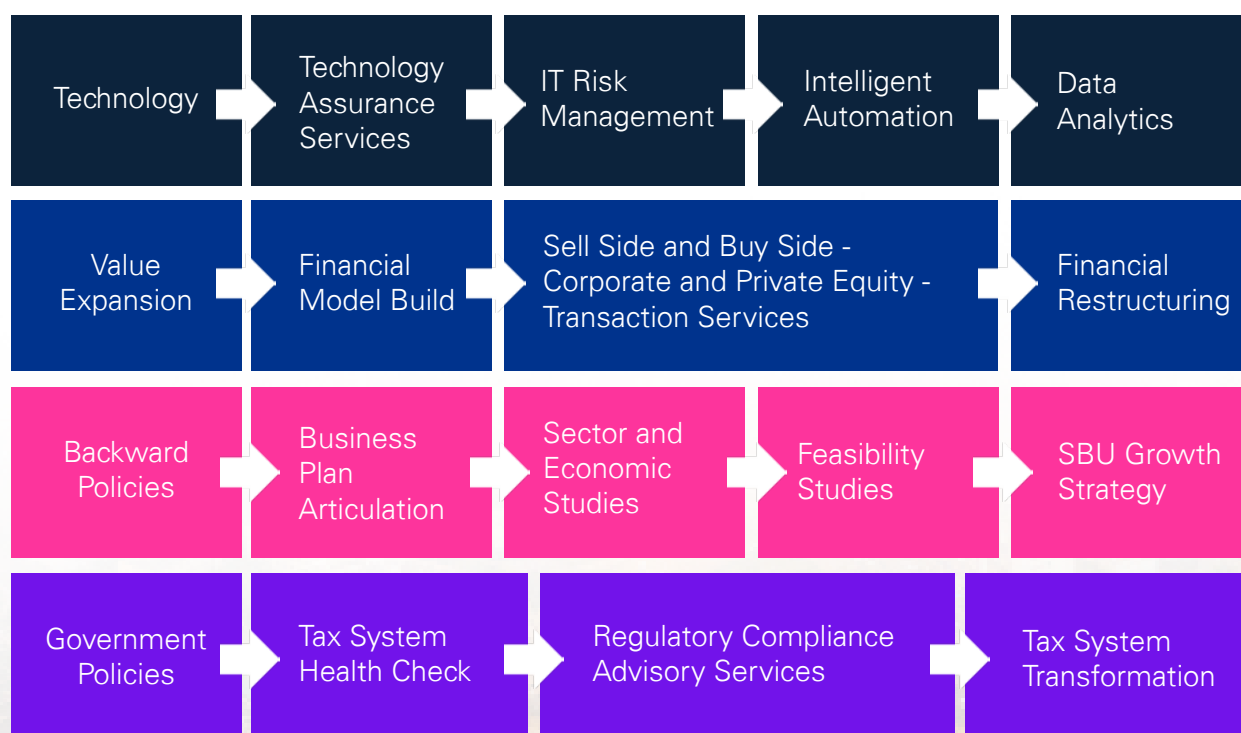 Technology
Technology
Assurance
Services
IT Risk
Management
Intelligent
Automation
Data
Analytics
Value
Expansion
Financial
Model Build
Sell Side and Buy Side -
Corporate and Private Equity -
Transaction Services
Financial
Restructuring
Backward
Policies
Business
Plan
Articulation
Sector and
Economic
Studies
Feasibility
Studies
SBU Growth
Strategy
Government
Policies
Tax System
Health Check
Regulatory Compliance
Advisory Services
Tax System
Transformation